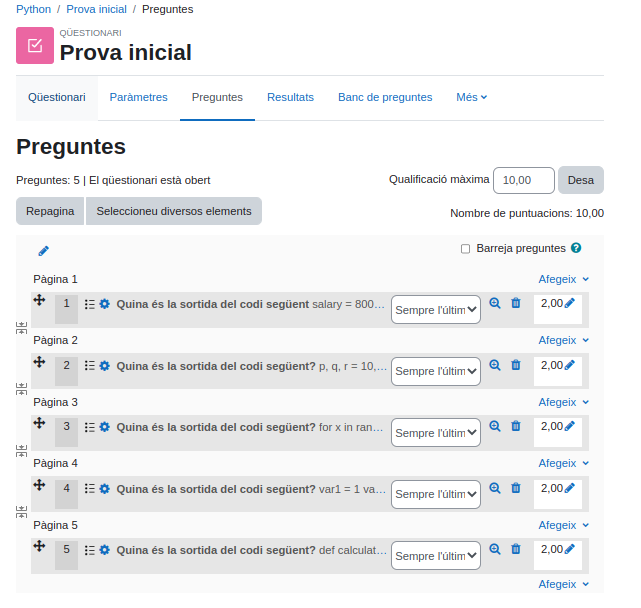 Python / Prova inicial / Preguntes
QÜESTIONARI
Prova inicial
Qüestionari Paràmetres Preguntes Resultats Banc de preguntes Més
Preguntes
Preguntes: 5 | El qüestionari està obert
Qualificació màxima 10,00 Desa
Repagina Seleccioneu diversos elements
Nombre de puntuacions: 10,00
Barreja preguntes ?
Pàgina 1 Afegeix
1 Quina és la sortida del codi següent salary = 800... Sempre l'últim 2,00
Pàgina 2 Afegeix
2 Quina és la sortida del codi següent? p, q, r = 10,... Sempre l'últim 2,00
Pàgina 3 Afegeix
3 Quina és la sortida del codi següent? for x in ran... Sempre l'últim 2,00
Pàgina 4 Afegeix
4 Quina és la sortida del codi següent? var1 = 1 va... Sempre l'últim 2,00
Pàgina 5 Afegeix
5 Quina és la sortida del codi següent? def calculat... Sempre l'últim 2,00
Afegeix